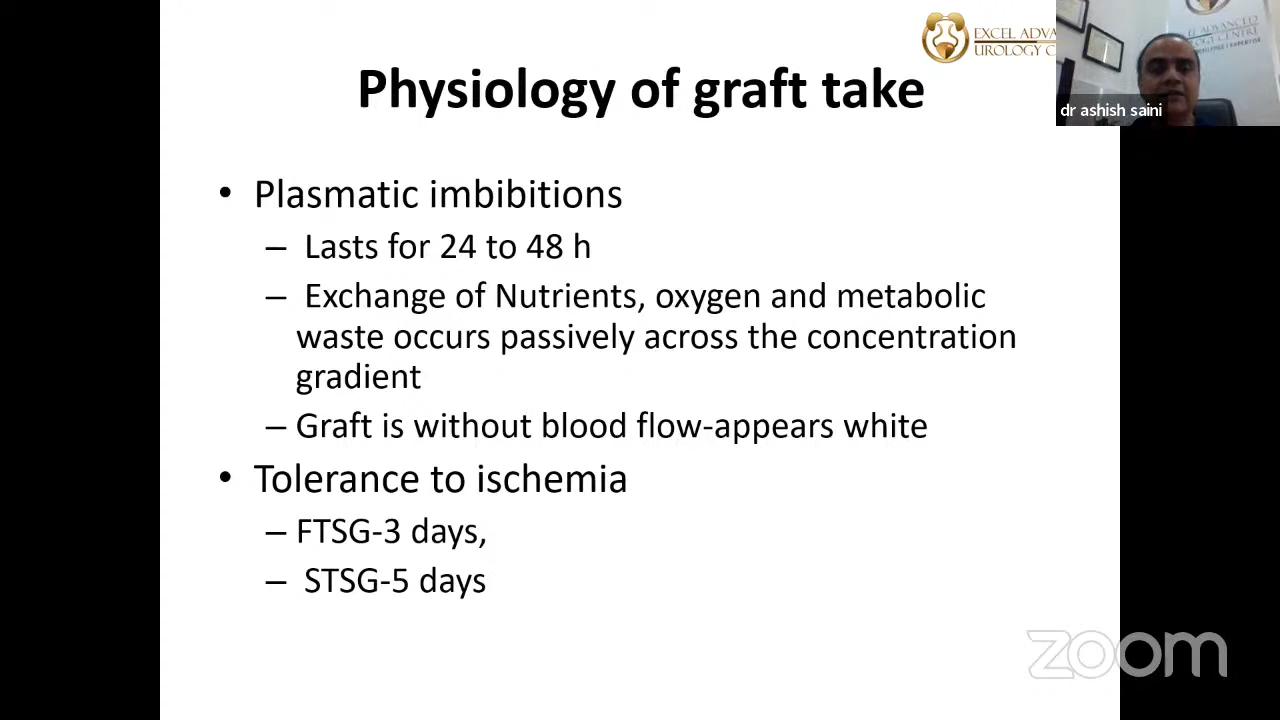 EXCEL ADVA
UROLOGY C
dr ashish saini
Physiology of graft take
• Plasmatic imbibitions
– Lasts for 24 to 48 h
– Exchange of Nutrients, oxygen and metabolic
waste occurs passively across the concentration
gradient
– Graft is without blood flow-appears white
• Tolerance to ischemia
– FTSG-3 days,
– STSG-5 days
zoom